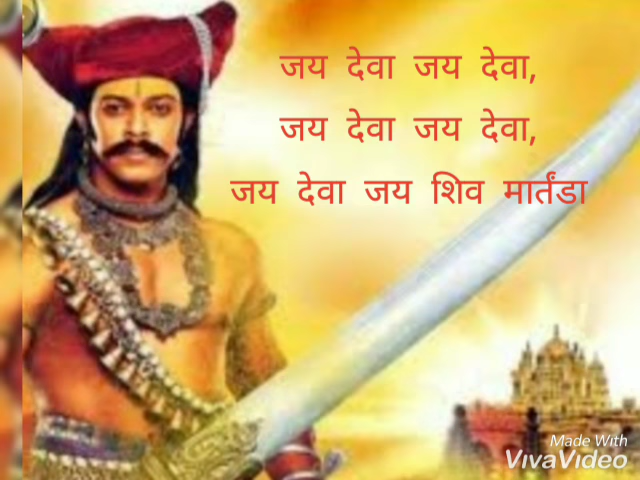 जय देवा जय देवा,
जय देवा जय देवा,
जय देवा जय शिव मार्तंडा
Made With
VivaVideo